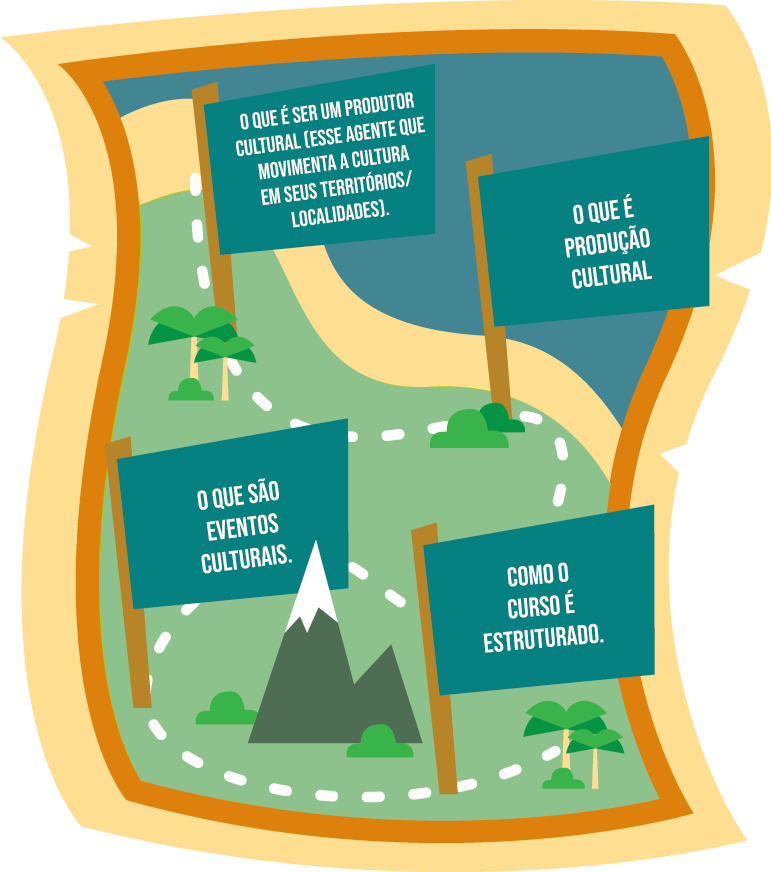 O QUE É SER UM PRODUTOR
CULTURAL (ESSE AGENTE QUE
MOVIMENTA A CULTURA
EM SEUS TERRITÓRIOS/
LOCALIDADES).
O QUE É
PRODUÇÃO
CULTURAL
O QUE SÃO
EVENTOS
CULTURAIS.
COMO O
CURSO É
ESTRUTURADO.